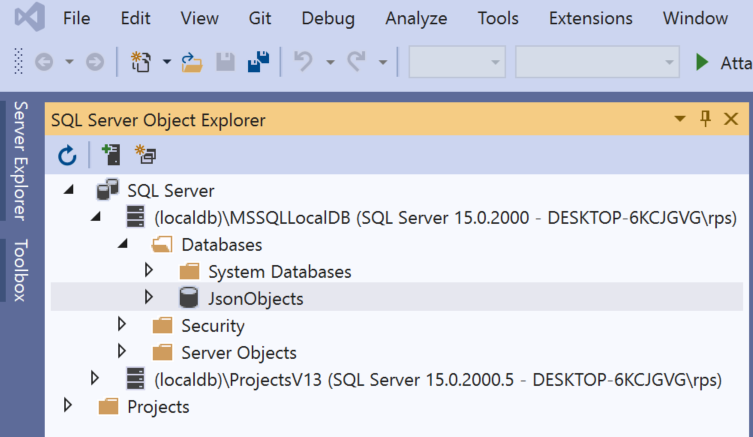 File Edit View Git Debug Analyze Tools Extensions Window
Atta
Server Explorer
Toolbox
SQL Server Object Explorer
SQL Server
(localdb)\MSSQLLocalDB (SQL Server 15.0.2000 - DESKTOP-6KCJGVG\rps)
Databases
System Databases
JsonObjects
Security
Server Objects
(localdb)\ProjectsV13 (SQL Server 15.0.2000.5 - DESKTOP-6KCJGVG\rps)
Projects